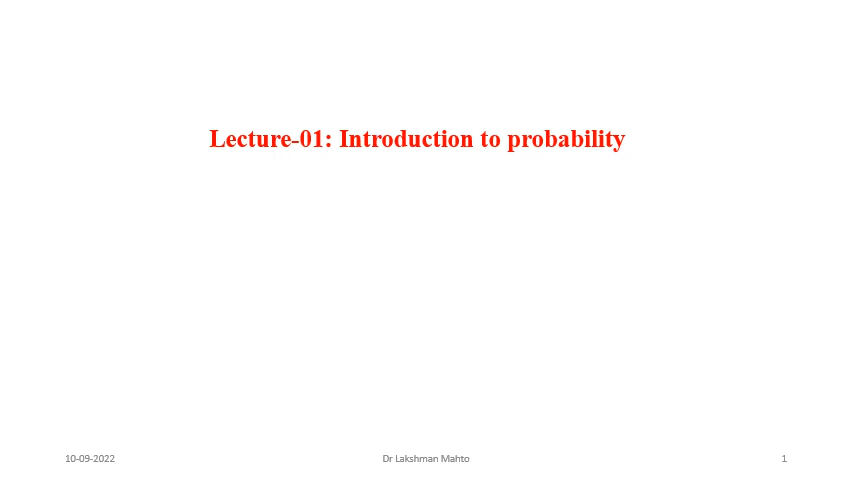 Lecture-01: Introduction to probability
10-09-2022 Dr Lakshman Mahto 1